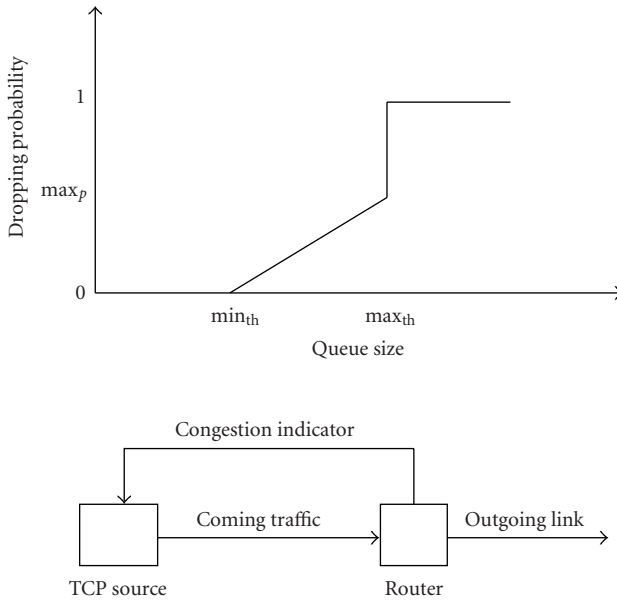 Dropping probability
1
max_p
0
min_th
max_th
Queue size
Congestion indicator
Coming traffic
Outgoing link
TCP source
Router